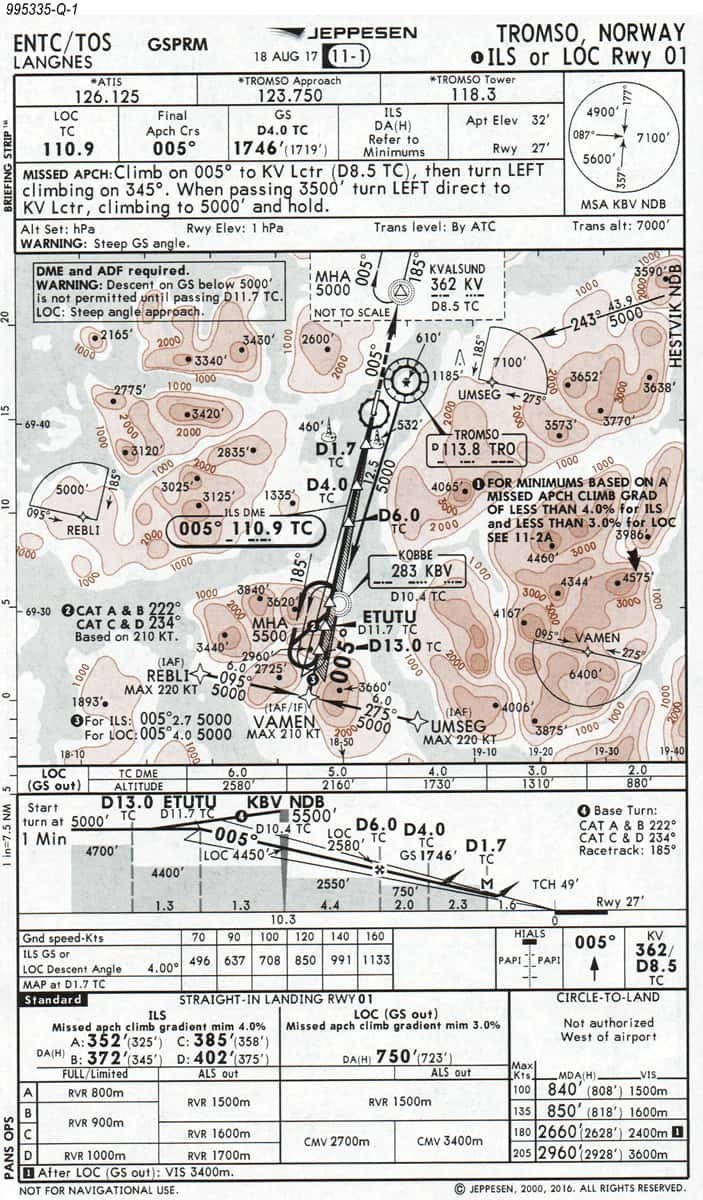 995335-Q-1
ENTC/TOS
LANGNES
GSPRM
JEPPESEN
18 AUG 17
11-1
TROMSO, NORWAY
1 ILS or LOC Rwy 01
BRIEFING STRIP™
*ATIS
126.125
*TROMSO Approach
123.750
*TROMSO Tower
118.3
LOC
TC
110.9
Final
Apch Crs
005°
GS
D4.0 TC
1746'(1719')
ILS
DA(H)
Refer to
Minimums
Apt Elev 32'
Rwy 27'
4900'
177°
087°
7100'
5600'
357°
MSA KBV NDB
MISSED APCH: Climb on 005° to KV Lctr (D8.5 TC), then turn LEFT
climbing on 345°. When passing 3500' turn LEFT direct to
KV Lctr, climbing to 5000' and hold.
Alt Set: hPa
Rwy Elev: 1 hPa
Trans level: By ATC
Trans alt: 7000'
WARNING: Steep GS angle.
DME and ADF required.
WARNING: Descent on GS below 5000'
is not permitted until passing D11.7 TC.
LOC: Steep angle approach.
MHA
5000
005°
185°
KVALSUND
362 KV
D8.5 TC
NOT TO SCALE
3590'
43.9
243°
5000
HESTVIK NDB
2165'
1000
2000
3340'
3430'
1000
2600'
2000
005°
610'
1185'
185°
7100'
UMSEG
275°
2000
3652'
3000
3638'
3770'
3573'
1000
20
15
10
5
0
5
69-40
69-30
2775'
2000
3420'
2000
1000
3120'
2835'
460'
532'
D1.7
TC
TROMSO
D 113.8 TRO
12.5
5000
5000'
185°
095°
REBLI
3025'
3125'
1335'
D4.0
TC
4065'
2000
ILS DME
005° 110.9 TC
D6.0
TC
1 FOR MINIMUMS BASED ON A
MISSED APCH CLIMB GRAD
OF LESS THAN 4.0% for ILS
and LESS THAN 3.0% for LOC
SEE 11-2A
3986'
4460'
3000
4575'
4344'
3000
KOBBE
283 KBV
D10.4 TC
185°
2 CAT A & B 222°
CAT C & D 234°
Based on 210 KT.
3840'
3620'
MHA
5500
3440'
2960'
2725'
ETUTU
D11.7 TC
D13.0 TC
005°
4167'
095°
VAMEN
275°
6400'
(IAF)
REBLI
MAX 220 KT
6.0
095°
5000
3660'
6.0
275°
5000
(IAF)
UMSEG
MAX 220 KT
(IAF/IF)
VAMEN
MAX 210 KT
4006'
3875'
1000
1893'
3 For ILS: 005° 2.7 5000
For LOC: 005° 4.0 5000
18-10
18-50
19-10
19-20
19-30
19-40
LOC
(GS out)
TC DME 6.0 5.0 4.0 3.0 2.0
ALTITUDE 2580' 2160' 1730' 1310' 880'
1 in=7.5 NM
Start
turn at
1 Min
5000'
D13.0
TC
ETUTU
D11.7 TC
KBV NDB
4
5500'
D10.4
TC
005°
LOC 4450'
LOC
2580'
D6.0
TC
D4.0
TC
GS 1746'
D1.7
TC
M
4 Base Turn:
CAT A & B 222°
CAT C & D 234°
Racetrack: 185°
4700'
4400'
2550'
750'
TCH 49'
Rwy 27'
1.3 1.3 4.4 2.0 2.3 1.6
10.3
0
Gnd speed-Kts 70 90 100 120 140 160
ILS GS or
LOC Descent Angle 4.00° 496 637 708 850 991 1133
MAP at D1.7 TC
HIALS
PAPI PAPI
005°
KV
362/
D8.5
TC
Standard
STRAIGHT-IN LANDING RWY 01
CIRCLE-TO-LAND
ILS
Missed apch climb gradient mim 4.0%
LOC (GS out)
Missed apch climb gradient mim 3.0%
Not authorized
West of airport
A: 352'(325') C: 385'(358')
DA(H)
B: 372'(345') D: 402'(375')
DA(H) 750'(723')
FULL/Limited
ALS out
ALS out
Max
Kts
MDA(H) VIS
A
B
C
D
RVR 800m
RVR 900m
RVR 1000m
RVR 1500m
RVR 1600m
RVR 1700m
RVR 1500m
CMV 2700m
CMV 3400m
100 840'(808') 1500m
135 850'(818') 1600m
180 2660'(2628') 2400m 1
205 2960'(2928') 3600m
1 After LOC (GS out): VIS 3400m.
PANS OPS
NOT FOR NAVIGATIONAL USE.
© JEPPESEN, 2000, 2016. ALL RIGHTS RESERVED.